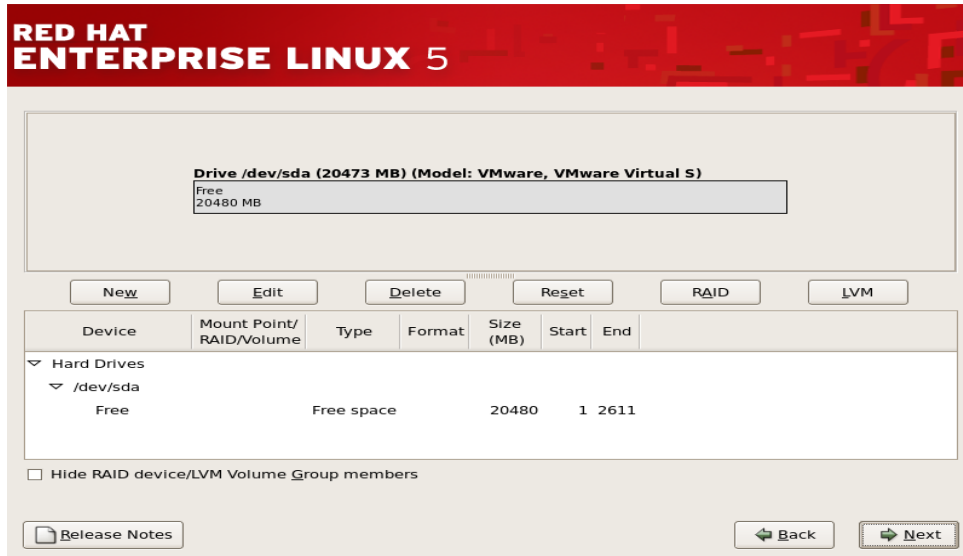 RED HAT
ENTERPRISE LINUX 5
Drive /dev/sda (20473 MB) (Model: VMware, VMware Virtual S)
Free
20480 MB
New Edit Delete Reset RAID LVM
Device Mount Point/ RAID/Volume Type Format Size (MB) Start End
Hard Drives
/dev/sda
Free Free space 20480 1 2611
Hide RAID device/LVM Volume Group members
Release Notes Back Next